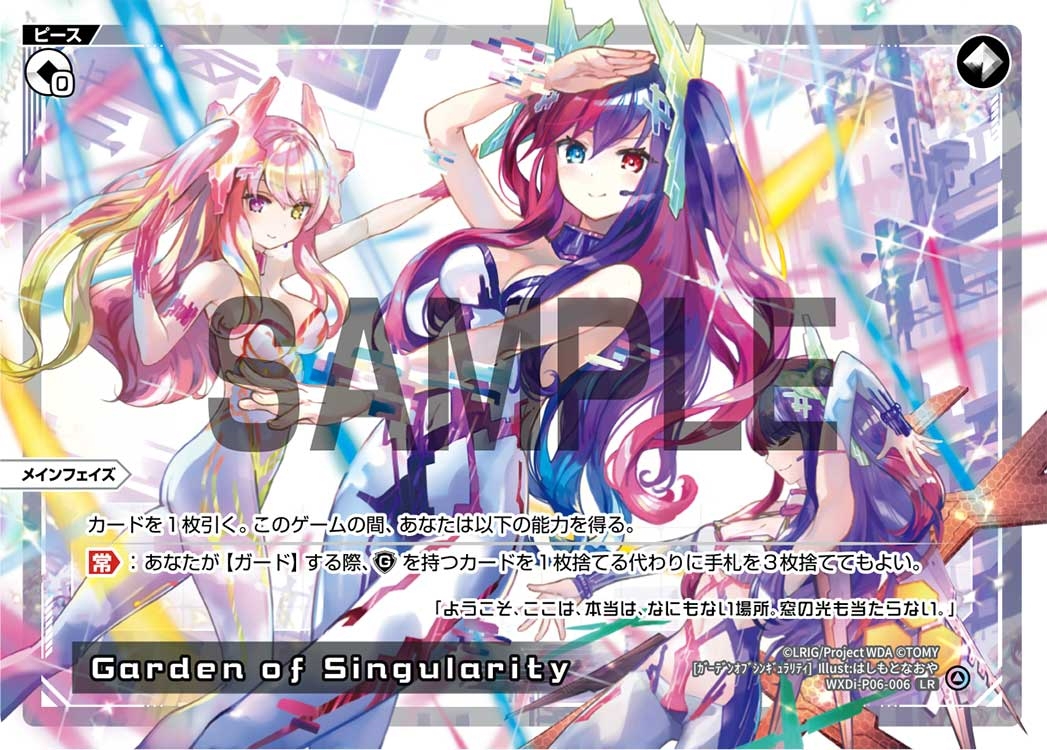 ピース
0
SAMPLE
メインフェイズ
カードを1枚引く。このゲームの間、あなたは以下の能力を得る。
常：あなたが【ガード】する際、Gを持つカードを1枚捨てる代わりに手札を3枚捨ててもよい。
「ようこそ、ここは、本当は、なにもない場所。窓の光も当たらない。」
Garden of Singularity
©LRIG/Project WDA ©TOMY
[ガーデンオブシンギュラリティ] Illust:はしもとなおや
WXDi-P06-006 LR